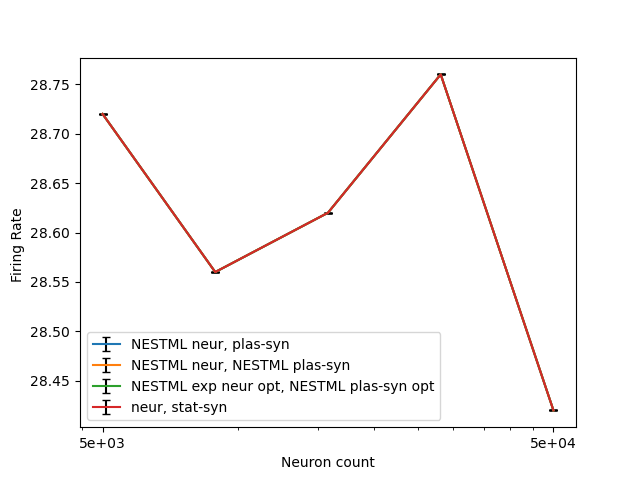 28.75
28.70
28.65
28.60
28.55
28.50
28.45
Firing Rate
NESTML neur, plas-syn
NESTML neur, NESTML plas-syn
NESTML exp neur opt, NESTML plas-syn opt
neur, stat-syn
5e+03
5e+04
Neuron count